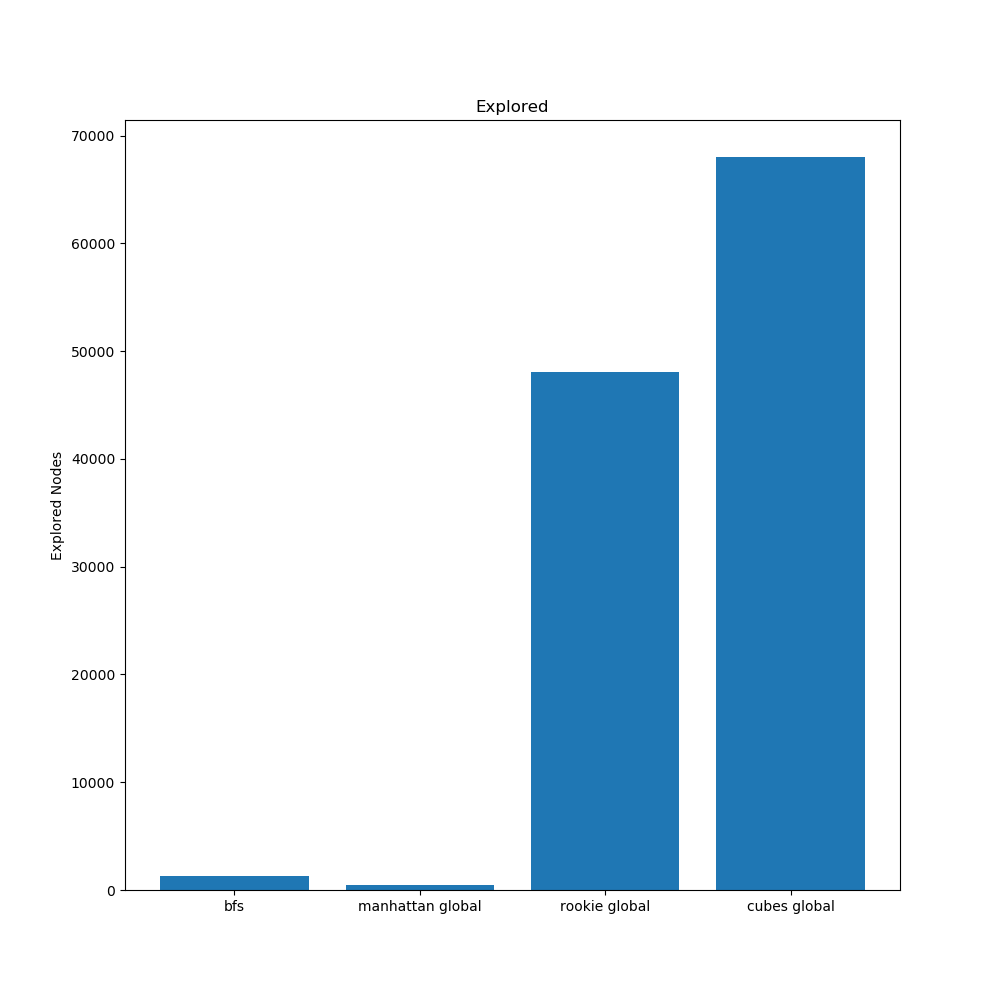 Explored
70000
60000
50000
40000
30000
20000
10000
0
Explored Nodes
bfs
manhattan global
rookie global
cubes global